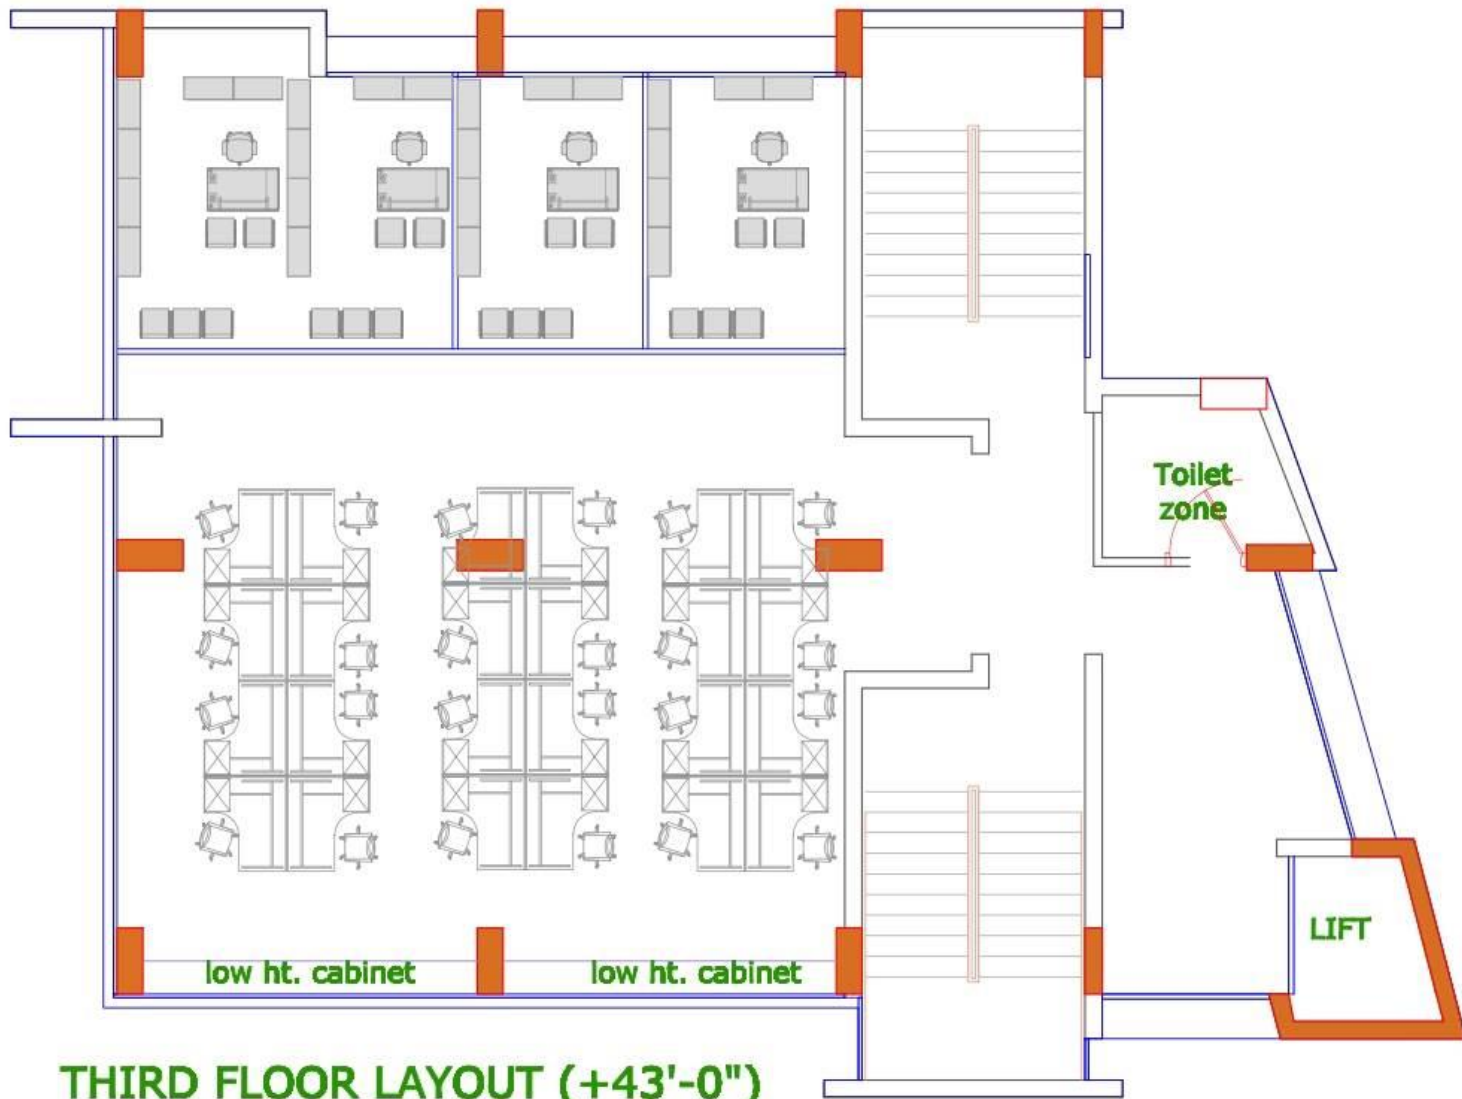 Toilet
zone
LIFT
low ht. cabinet
low ht. cabinet
THIRD FLOOR LAYOUT (+43'-0")